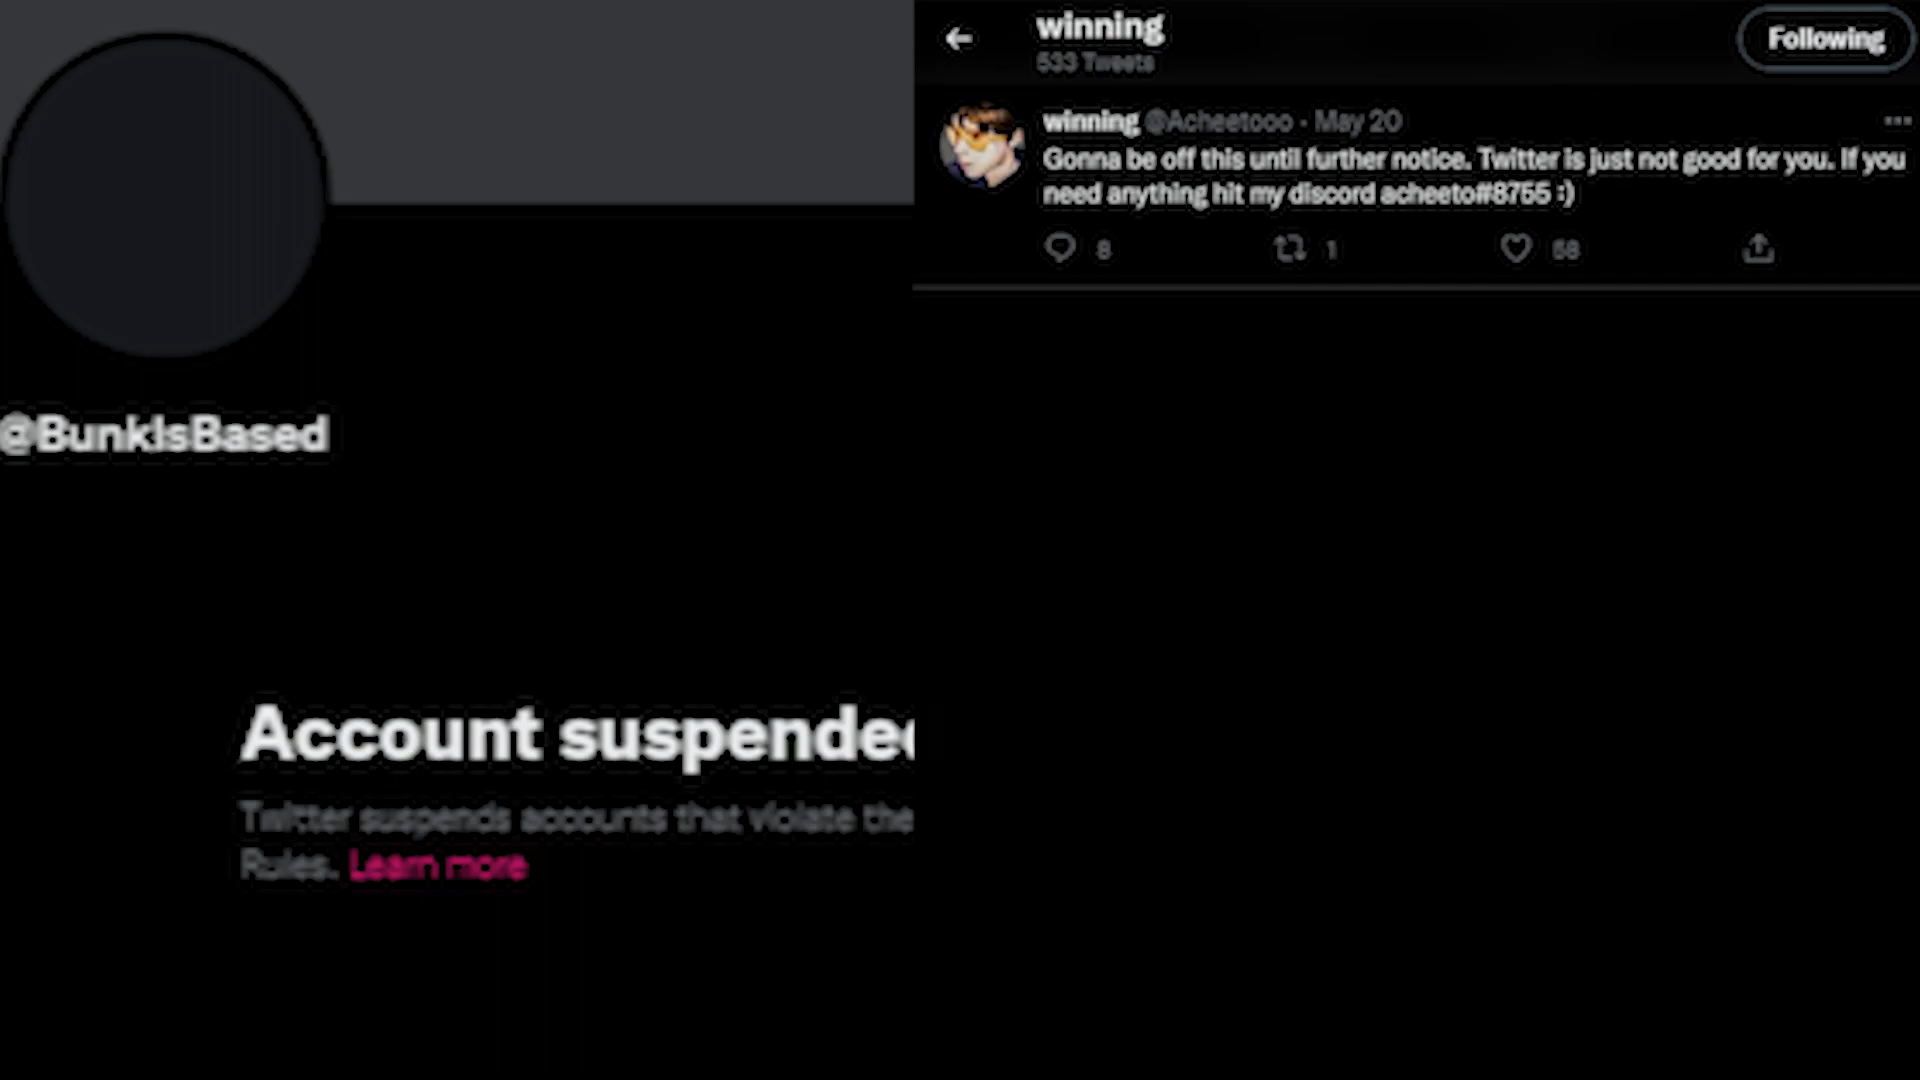 @BunkIsBased
Account suspended
Twitter suspends accounts that violate the
Rules. Learn more
winning
533 Tweets
Following
winning @Acheetooo · May 20
Gonna be off this until further notice. Twitter is just not good for you. If you
need anything hit my discord acheeto#8755 :)
8 1 58